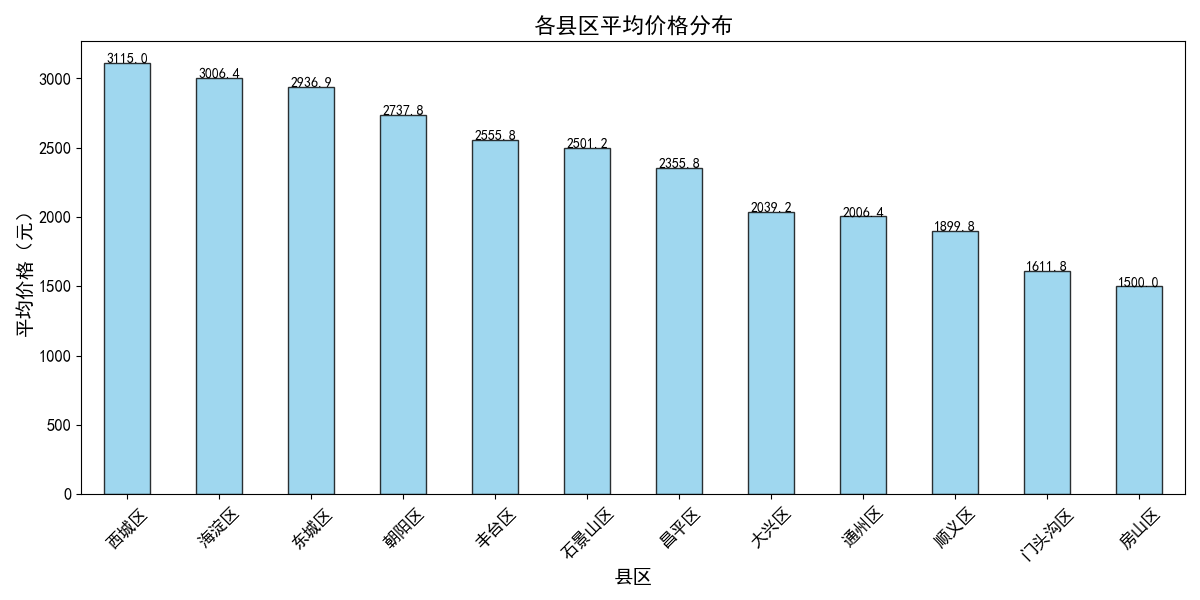 各县区平均价格分布
平均价格（元）
3000
2500
2000
1500
1000
500
0
3115.0
3006.4
2936.9
2737.8
2555.8
2501.2
2355.8
2039.2
2006.4
1899.8
1611.8
1500.0
西城区
海淀区
东城区
朝阳区
丰台区
石景山区
昌平区
大兴区
通州区
顺义区
门头沟区
房山区
县区